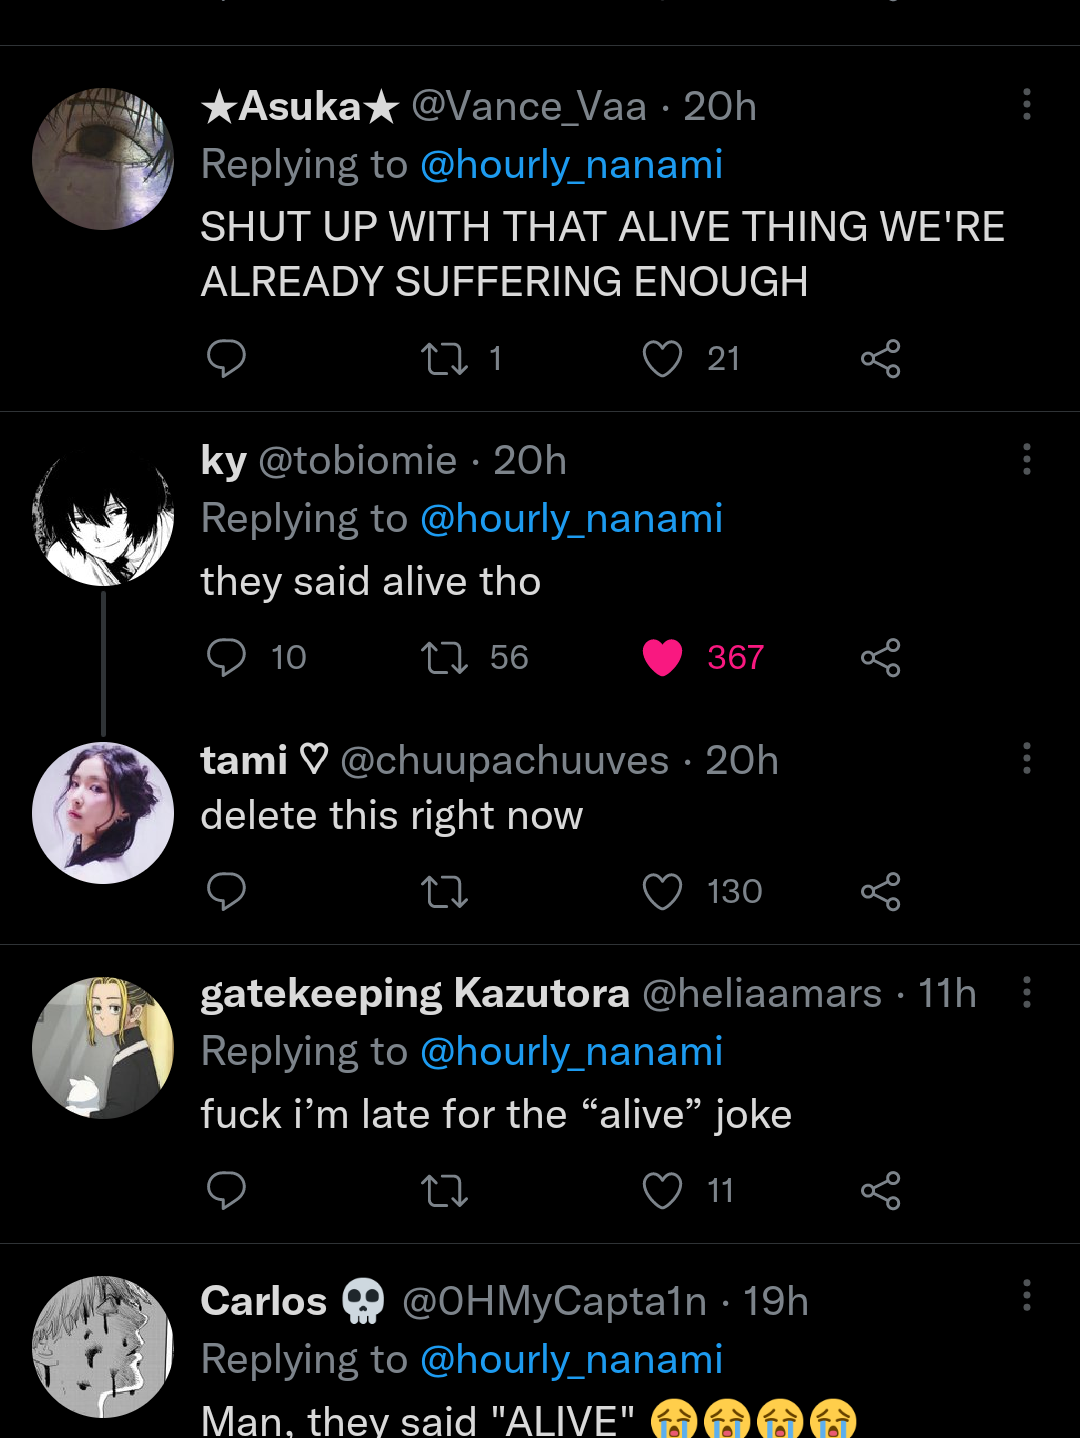 ★Asuka★ @Vance_Vaa · 20h
Replying to @hourly_nanami
SHUT UP WITH THAT ALIVE THING WE'RE
ALREADY SUFFERING ENOUGH
1 21
ky @tobiomie · 20h
Replying to @hourly_nanami
they said alive tho
10 56 367
tami ♡ @chuupachuuves · 20h
delete this right now
130
gatekeeping Kazutora @heliaamars · 11h
Replying to @hourly_nanami
fuck i’m late for the “alive” joke
11
Carlos 💀 @0HMyCapta1n · 19h
Replying to @hourly_nanami
Man, they said "ALIVE" 😭😭😭😭